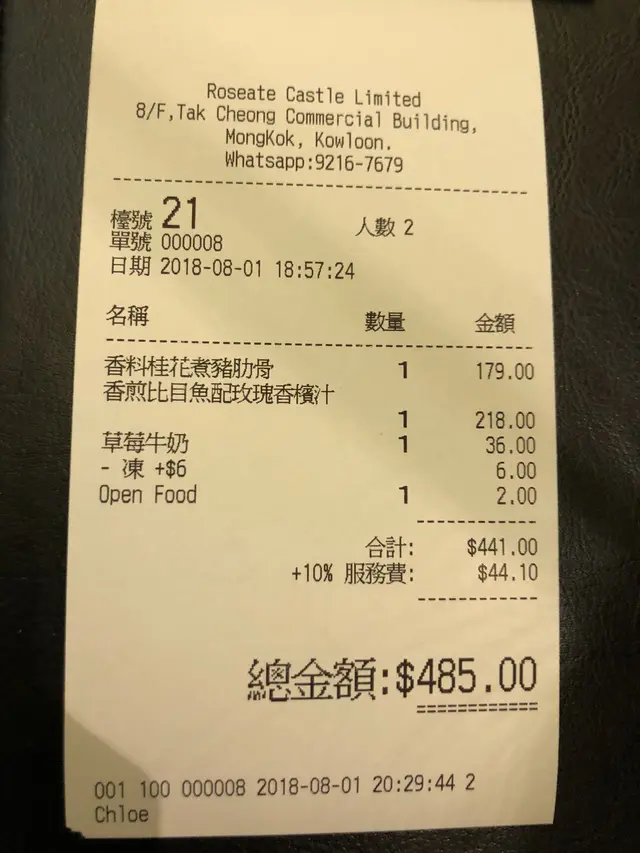 Roseate Castle Limited
8/F,Tak Cheong Commercial Building,
MongKok, Kowloon.
Whatsapp:9216-7679
檯號 21 人數 2
單號 000008
日期 2018-08-01 18:57:24
名稱 數量 金額
香料桂花煮豬肋骨 1 179.00
香煎比目魚配玫瑰香檳汁
1 218.00
草莓牛奶 1 36.00
- 凍 +$6 6.00
Open Food 1 2.00
合計: $441.00
+10% 服務費: $44.10
總金額:$485.00
001 100 000008 2018-08-01 20:29:44 2
Chloe